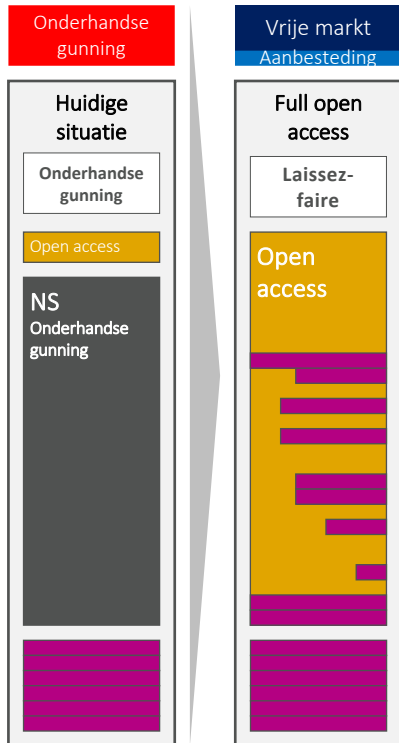 Onderhandse
gunning
Huidige
situatie
Onderhandse
gunning
Open access
NS
Onderhandse
gunning
Vrije markt
Aanbesteding
Full open
access
Laissez-
faire
Open
access